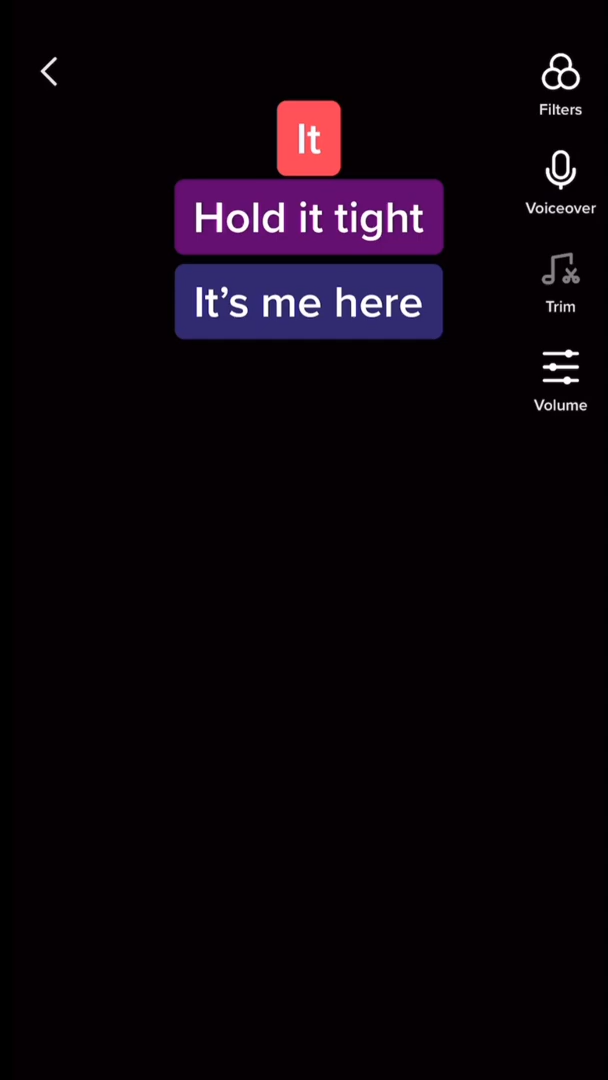 Filters
It
Hold it tight
Voiceover
It’s me here
Trim
Volume